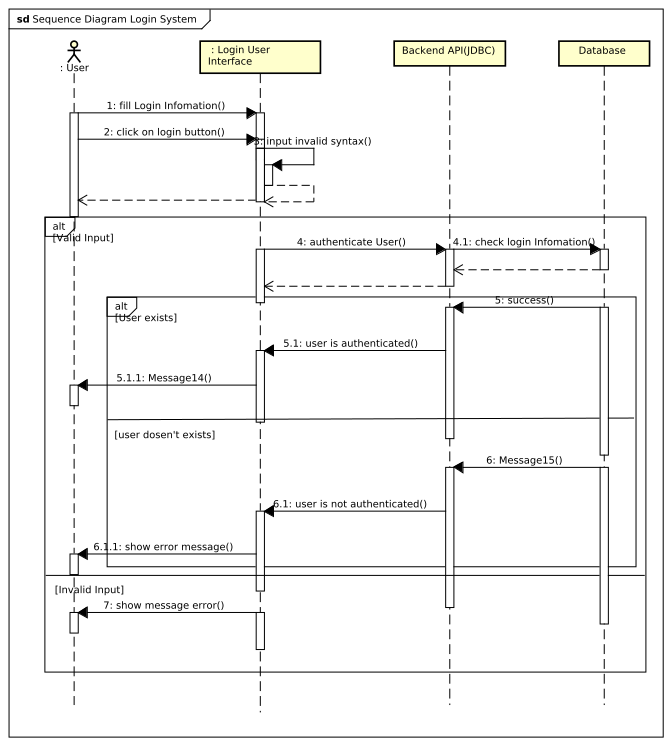 sd Sequence Diagram Login System
: User
: Login User
Interface
Backend API(JDBC)
Database
1: fill Login Infomation()
2: click on login button()
3: input invalid syntax()
alt
[Valid Input]
4: authenticate User()
4.1: check login Infomation()
alt
[User exists]
5: success()
5.1: user is authenticated()
5.1.1: Message14()
[user dosen't exists]
6: Message15()
6.1: user is not authenticated()
6.1.1: show error message()
[Invalid Input]
7: show message error()